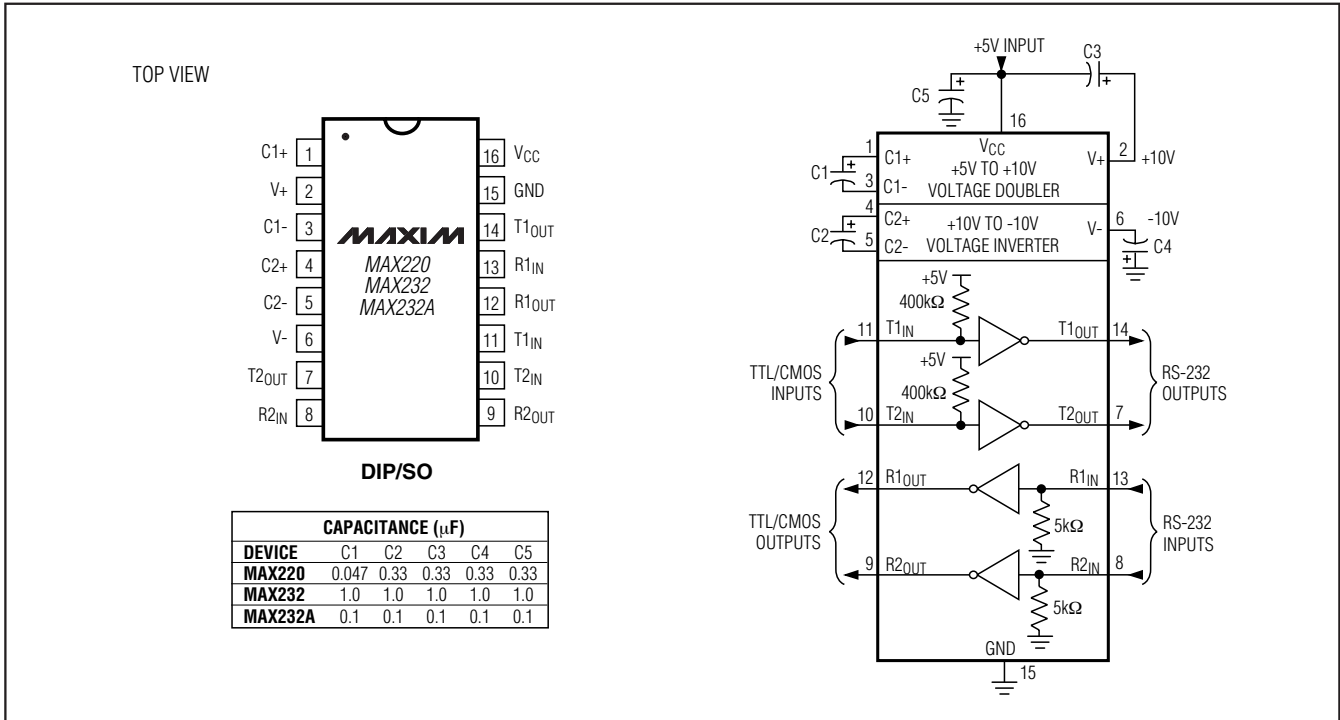 TOP VIEW
C1+ 1
V+ 2
C1- 3
C2+ 4
C2- 5
V- 6
T2OUT 7
R2IN 8
16 VCC
15 GND
14 T1OUT
13 R1IN
12 R1OUT
11 T1IN
10 T2IN
9 R2OUT
MAXIM
MAX220
MAX232
MAX232A
DIP/SO
CAPACITANCE (μF)
DEVICE C1 C2 C3 C4 C5
MAX220 0.047 0.33 0.33 0.33 0.33
MAX232 1.0 1.0 1.0 1.0 1.0
MAX232A 0.1 0.1 0.1 0.1 0.1
+5V INPUT
C3
+
C5
+
16
VCC
1
C1+
+5V TO +10V
VOLTAGE DOUBLER
V+
2
+10V
C1
+
3
C1-
4
C2+
+10V TO -10V
VOLTAGE INVERTER
V-
6
-10V
C2
+
5
C2-
C4
+
+5V
400kΩ
11 T1IN
T1OUT 14
+5V
400kΩ
TTL/CMOS
INPUTS
RS-232
OUTPUTS
10 T2IN
T2OUT 7
12 R1OUT
R1IN 13
5kΩ
TTL/CMOS
OUTPUTS
RS-232
INPUTS
9 R2OUT
R2IN 8
5kΩ
GND
15